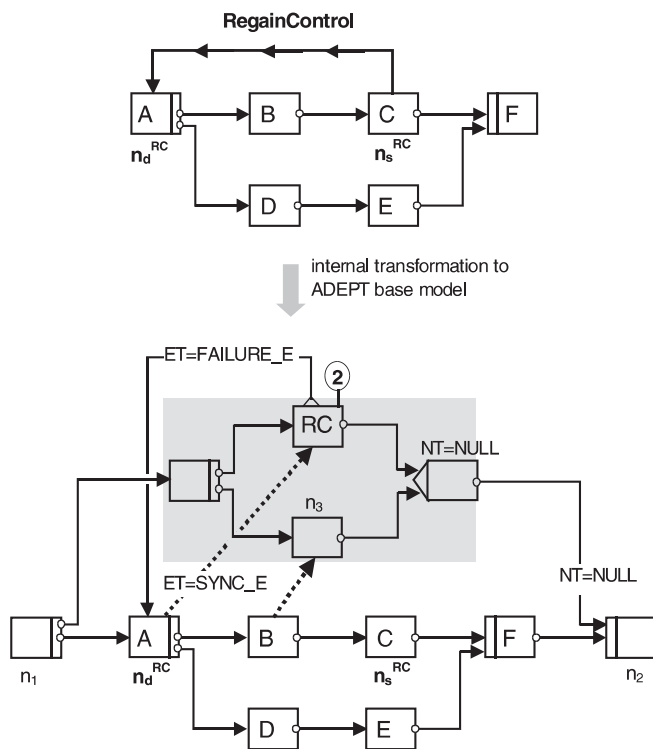 RegainControl
A B C F
n_d^RC n_s^RC
D E
internal transformation to
ADEPT base model
ET=FAILURE_E
2
RC
NT=NULL
n3
ET=SYNC_E
NT=NULL
A B C F
n1 n_d^RC n_s^RC n2
D E